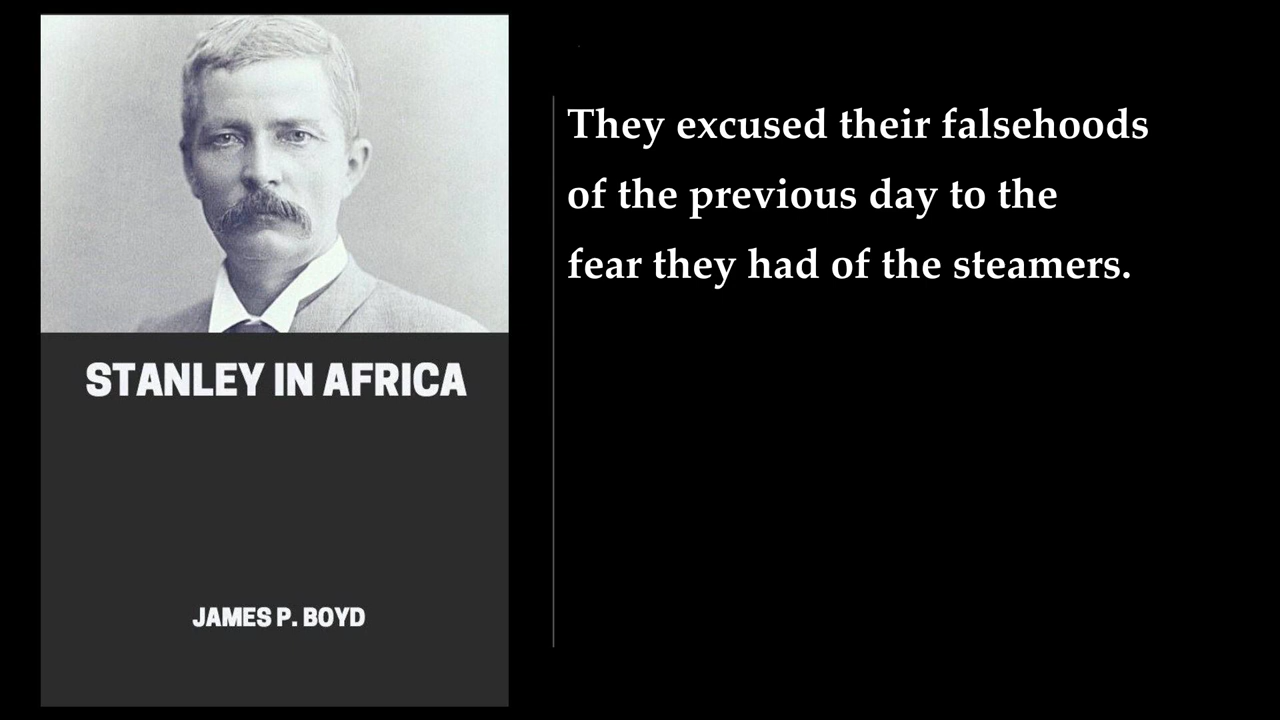 STANLEY IN AFRICA
JAMES P. BOYD
They excused their falsehoods
of the previous day to the
fear they had of the steamers.